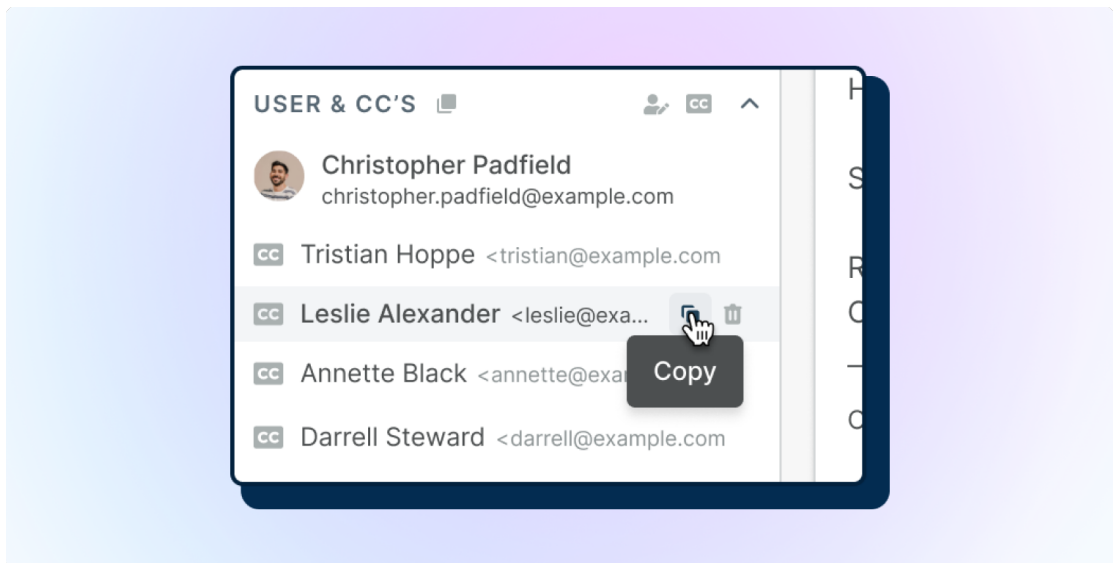 USER & CC’S CC
Christopher Padfield
christopher.padfield@example.com
CC Tristian Hoppe <tristian@example.com
CC Leslie Alexander <leslie@exa...
Copy
CC Annette Black <annette@exa
CC Darrell Steward <darrell@example.com